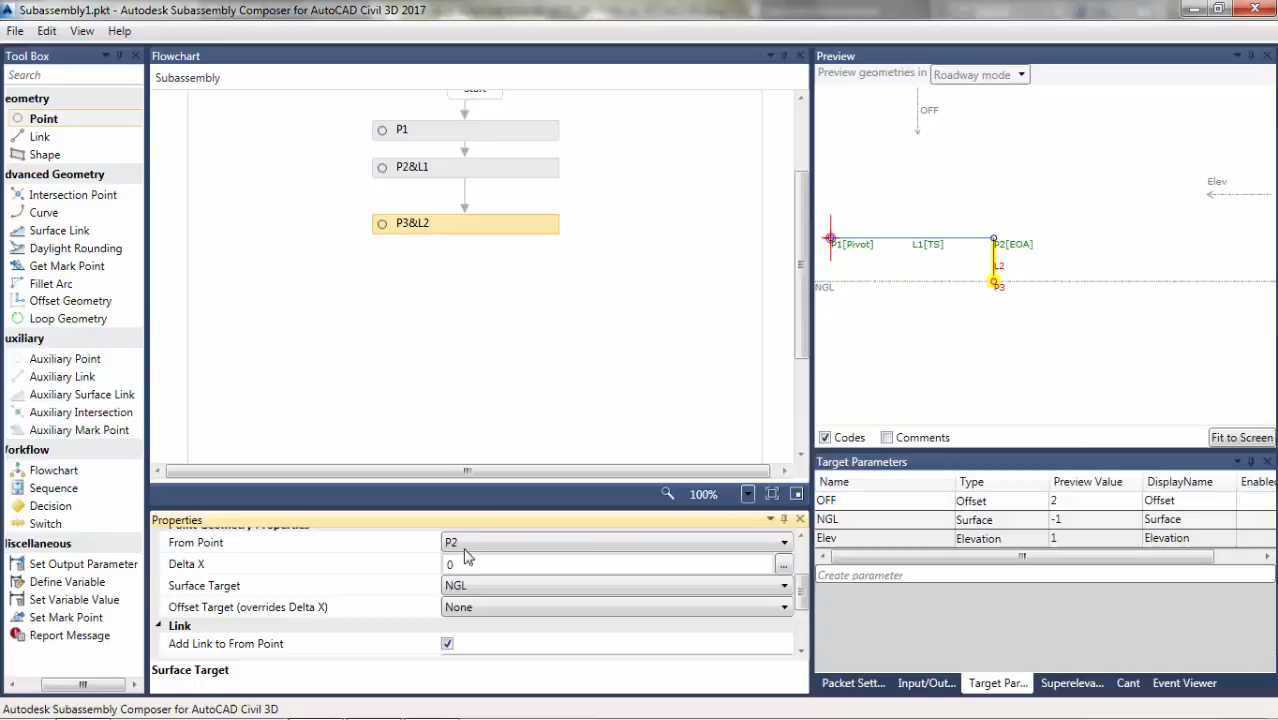 Subassembly1.pkt - Autodesk Subassembly Composer for AutoCAD Civil 3D 2017
File Edit View Help
Tool Box
Search
eometry
Point
Link
Shape
dvanced Geometry
Intersection Point
Curve
Surface Link
Daylight Rounding
Get Mark Point
Fillet Arc
Offset Geometry
Loop Geometry
uxiliary
Auxiliary Point
Auxiliary Link
Auxiliary Surface Link
Auxiliary Intersection
Auxiliary Mark Point
orkflow
Flowchart
Sequence
Decision
Switch
iscellaneous
Set Output Parameter
Define Variable
Set Variable Value
Set Mark Point
Report Message
Flowchart
Subassembly
Start
P1
P2&L1
P3&L2
100%
Properties
Point Geometry Properties
From Point P2
Delta X 0 ...
Surface Target NGL
Offset Target (overrides Delta X) None
Link
Add Link to From Point
Surface Target
Preview
Preview geometries in Roadway mode
OFF
Elev
P1[Pivot] L1[TS] P2[EOA]
L2
NGL P3
Codes Comments Fit to Screen
Target Parameters
Name Type Preview Value DisplayName Enabled
OFF Offset 2 Offset
NGL Surface -1 Surface
Elev Elevation 1 Elevation
Create parameter
Packet Sett... Input/Out... Target Par... Supereleva... Cant Event Viewer
Autodesk Subassembly Composer for AutoCAD Civil 3D